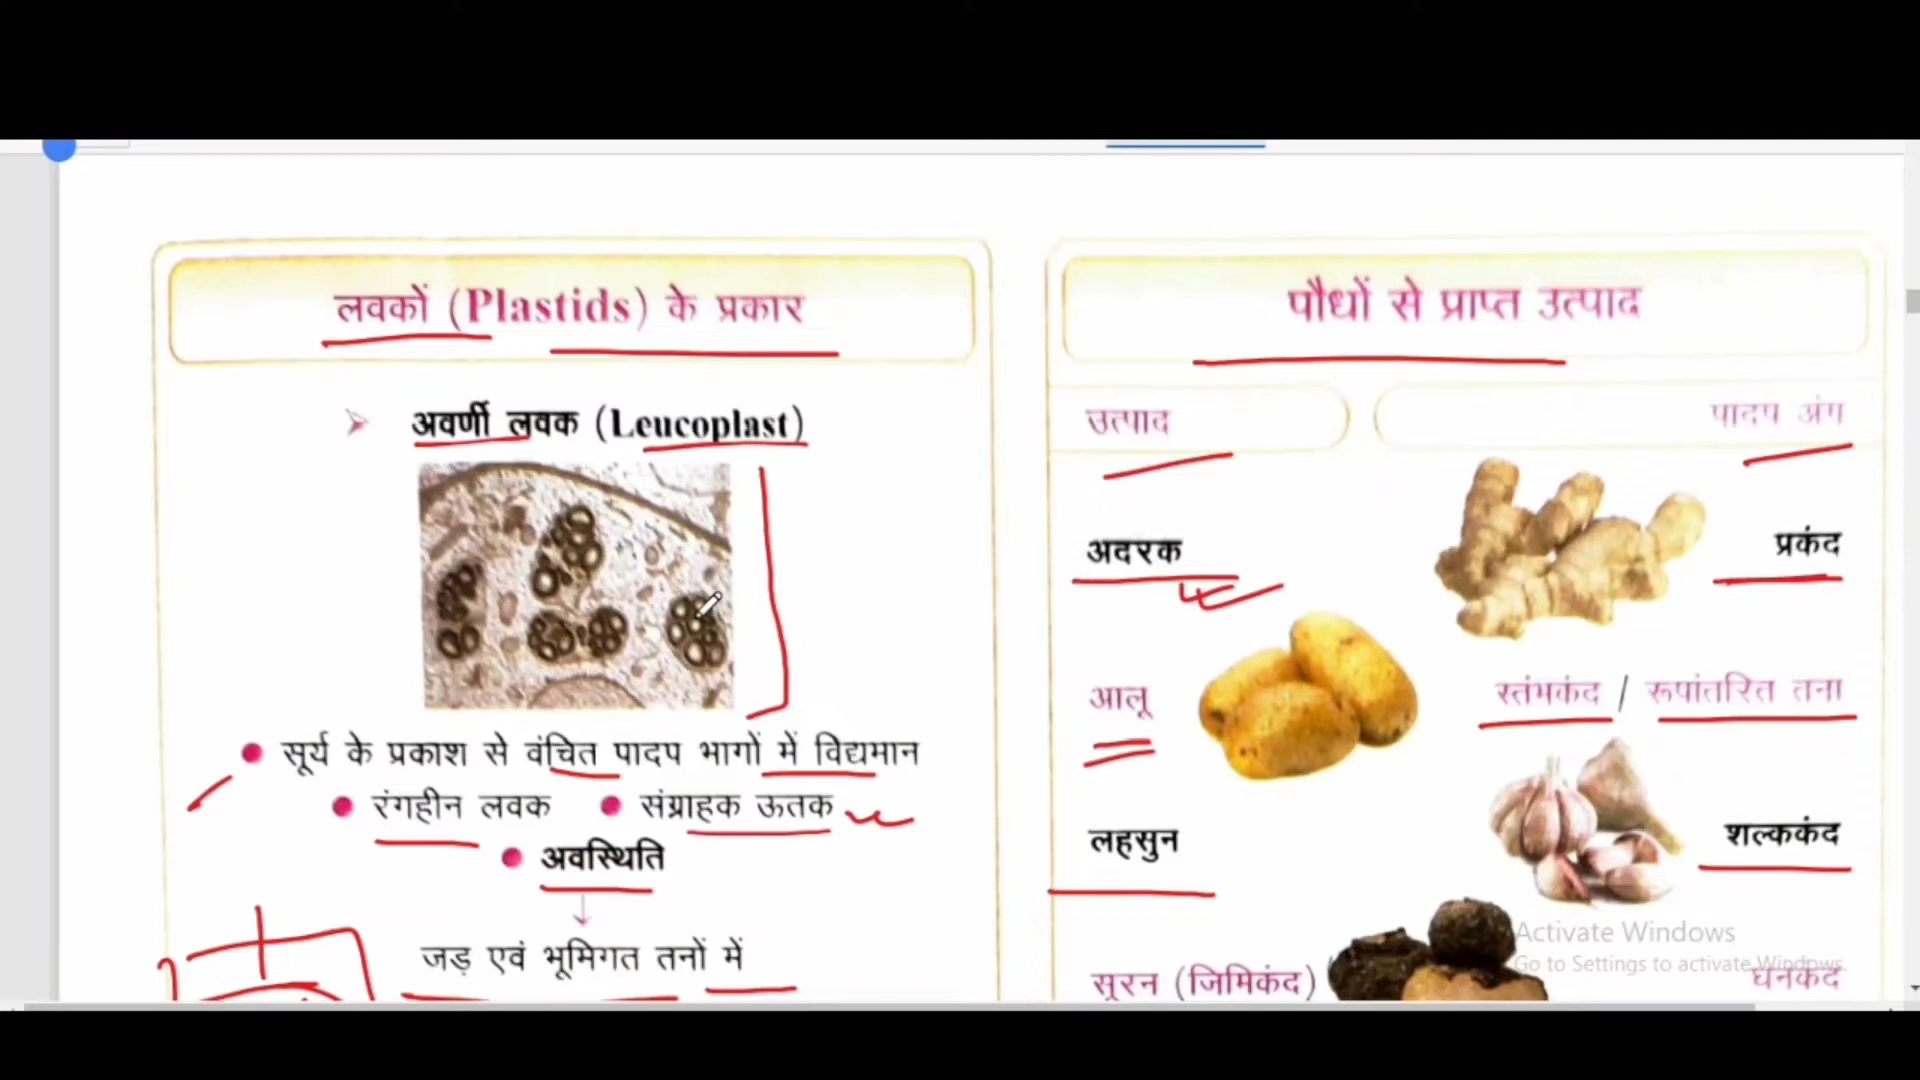 लवकों (Plastids) के प्रकार
अवर्णी लवक (Leucoplast)
सूर्य के प्रकाश से वंचित पादप भागों में विद्यमान
रंगहीन लवक संग्राहक ऊतक
अवस्थिति
जड़ एवं भूमिगत तनों में
पौधों से प्राप्त उत्पाद
उत्पाद पादप अंग
अदरक प्रकंद
आलू स्तंभकंद / रूपांतरित तना
लहसुन शल्ककंद
सूरन (जिमिकंद) घनकंद
Activate Windows
Go to Settings to activate Windows.